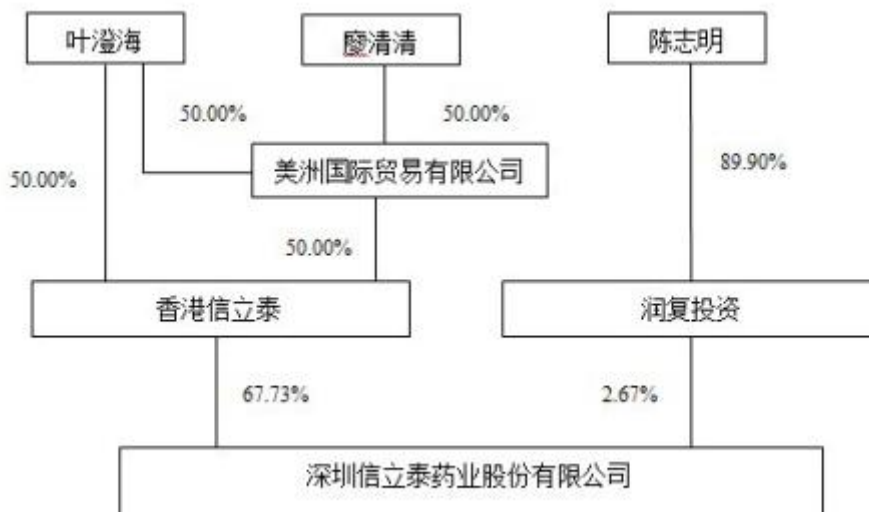 叶澄海
廖清清
陈志明
50.00%
50.00%
50.00%
美洲国际贸易有限公司
89.90%
50.00%
香港信立泰
润复投资
67.73%
2.67%
深圳信立泰药业股份有限公司